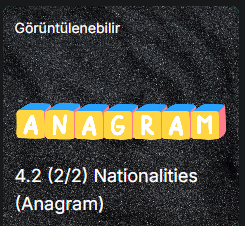 Görüntülenebilir
ANAGRAM
4.2 (2/2) Nationalities
(Anagram)